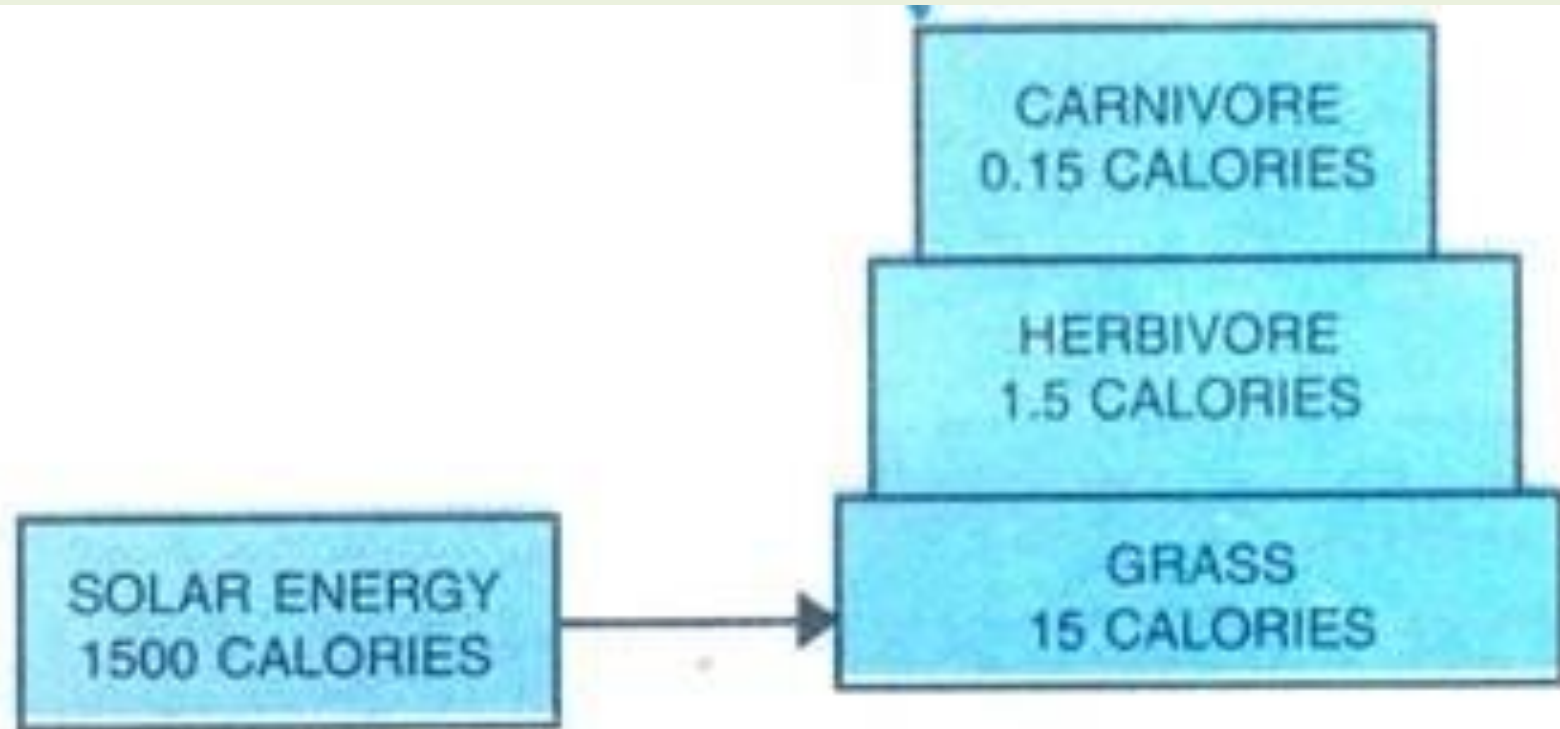 CARNIVORE
0.15 CALORIES
HERBIVORE
1.5 CALORIES
GRASS
15 CALORIES
SOLAR ENERGY
1500 CALORIES